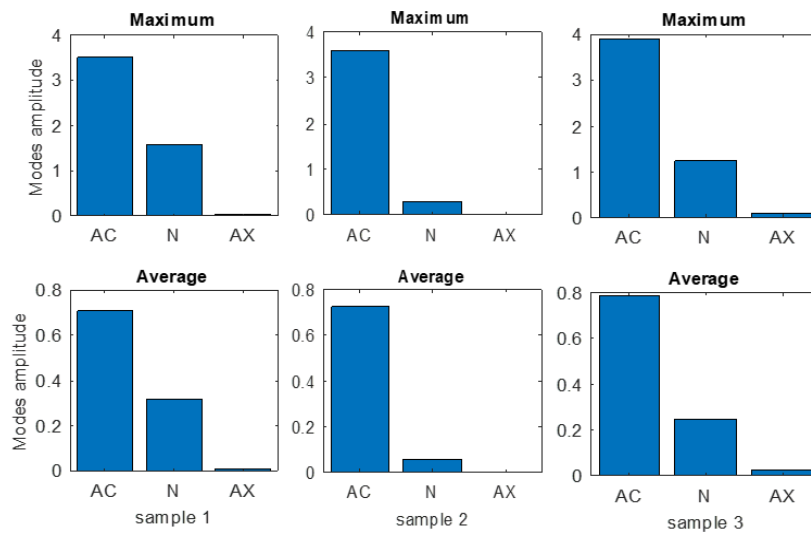 Maximum Maximum Maximum
Modes amplitude
4
3
2
1
0
AC N AX
4
3
2
1
0
AC N AX
4
3
2
1
0
AC N AX
Average Average Average
Modes amplitude
0.8
0.6
0.4
0.2
0
AC N AX
sample 1
0.8
0.6
0.4
0.2
0
AC N AX
sample 2
0.8
0.6
0.4
0.2
0
AC N AX
sample 3